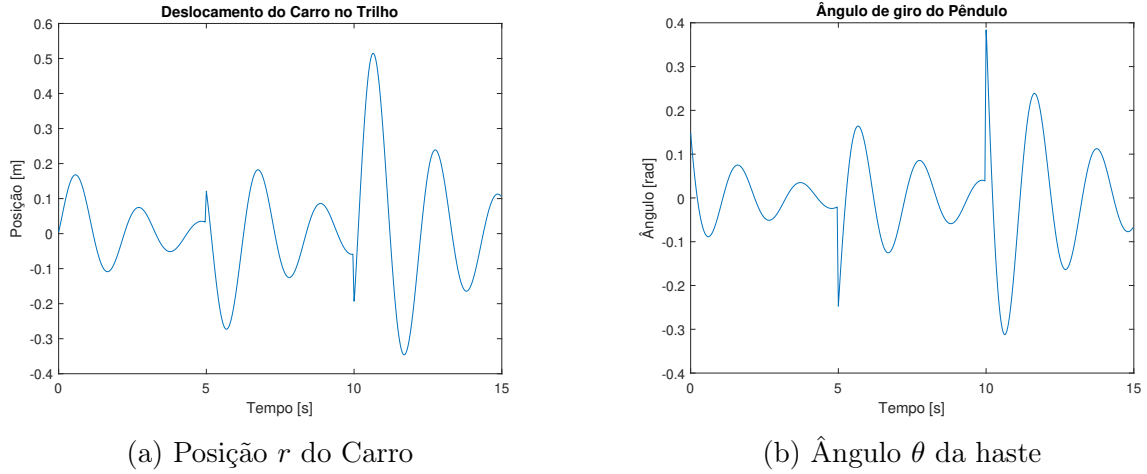 Deslocamento do Carro no Trilho
0.6
0.5
0.4
0.3
0.2
0.1
0
-0.1
-0.2
-0.3
-0.4
Posição [m]
0 5 10 15
Tempo [s]
(a) Posição r do Carro
Ângulo de giro do Pêndulo
0.4
0.3
0.2
0.1
0
-0.1
-0.2
-0.3
-0.4
Ângulo [rad]
0 5 10 15
Tempo [s]
(b) Ângulo θ da haste